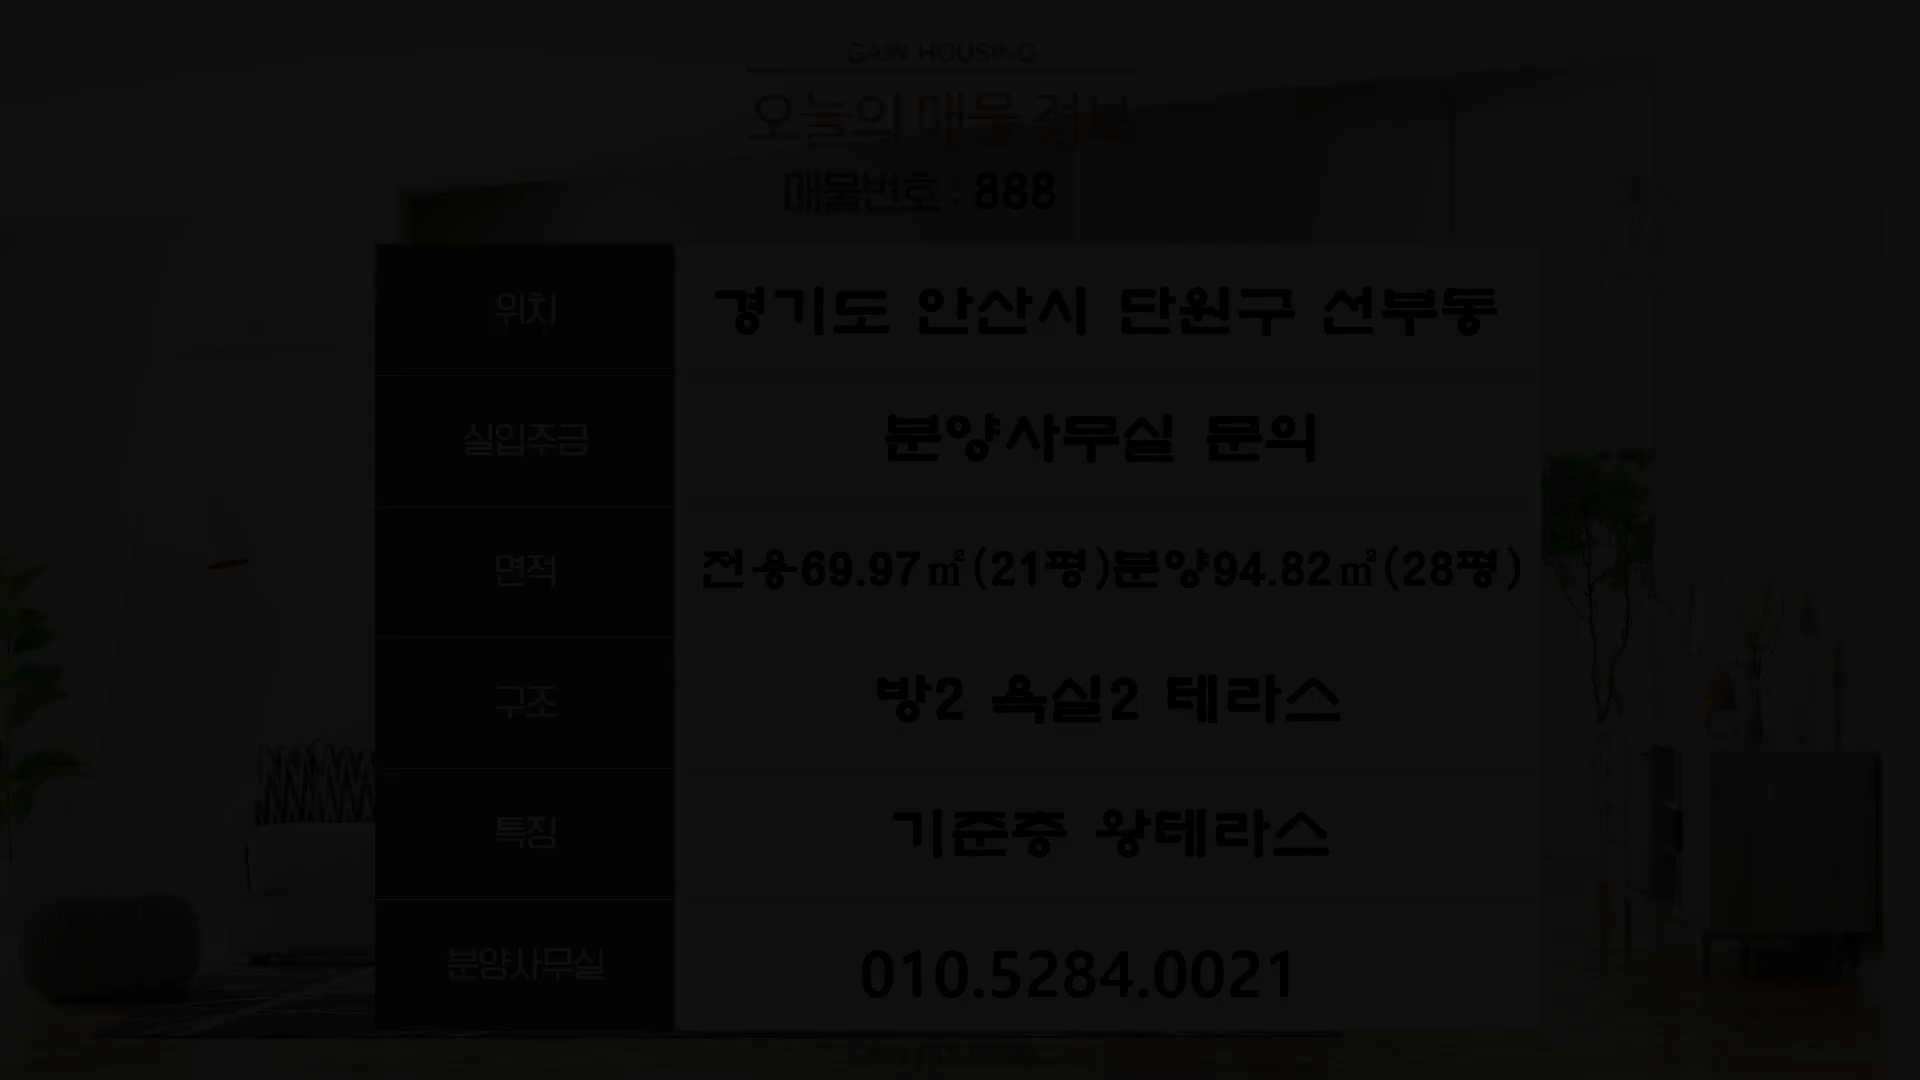 GAIN HOUSING
오늘의 매물 정보
매물번호 : 888
위치 경기도 안산시 단원구 선부동
실입주금 분양사무실 문의
면적 전용69.97㎡(21평)분양94.82㎡(28평)
구조 방2 욕실2 테라스
특징 기준층 왕테라스
분양사무실 010.5284.0021